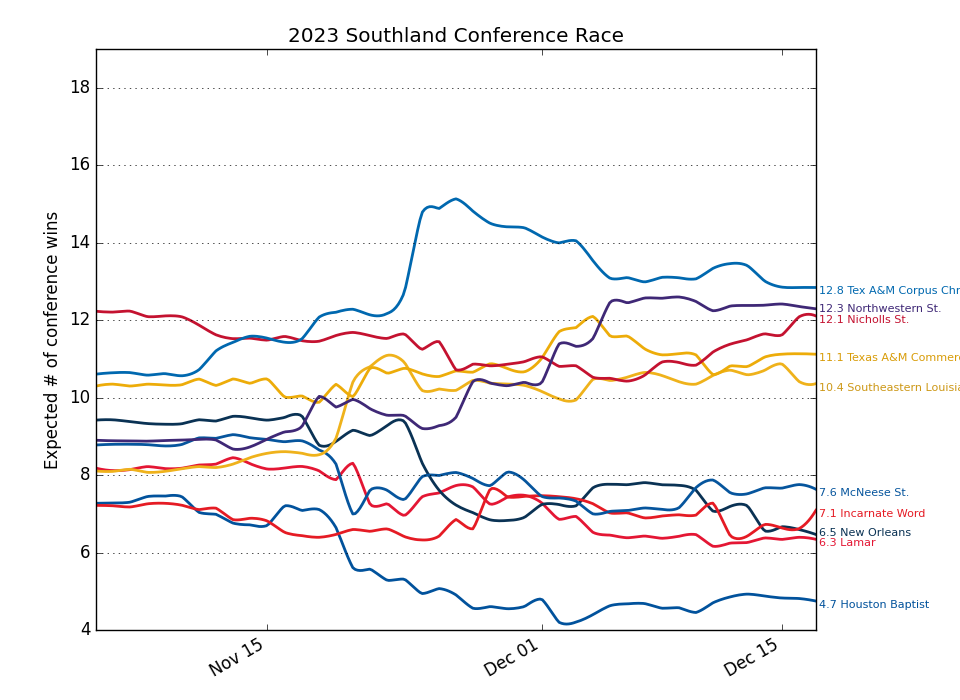 2023 Southland Conference Race
Expected # of conference wins
18
16
14
12
10
8
6
4
Nov 15
Dec 01
Dec 15
12.8 Tex A&M Corpus Chr
12.3 Northwestern St.
12.1 Nicholls St.
11.1 Texas A&M Commerc
10.4 Southeastern Louisia
7.6 McNeese St.
7.1 Incarnate Word
6.5 New Orleans
6.3 Lamar
4.7 Houston Baptist